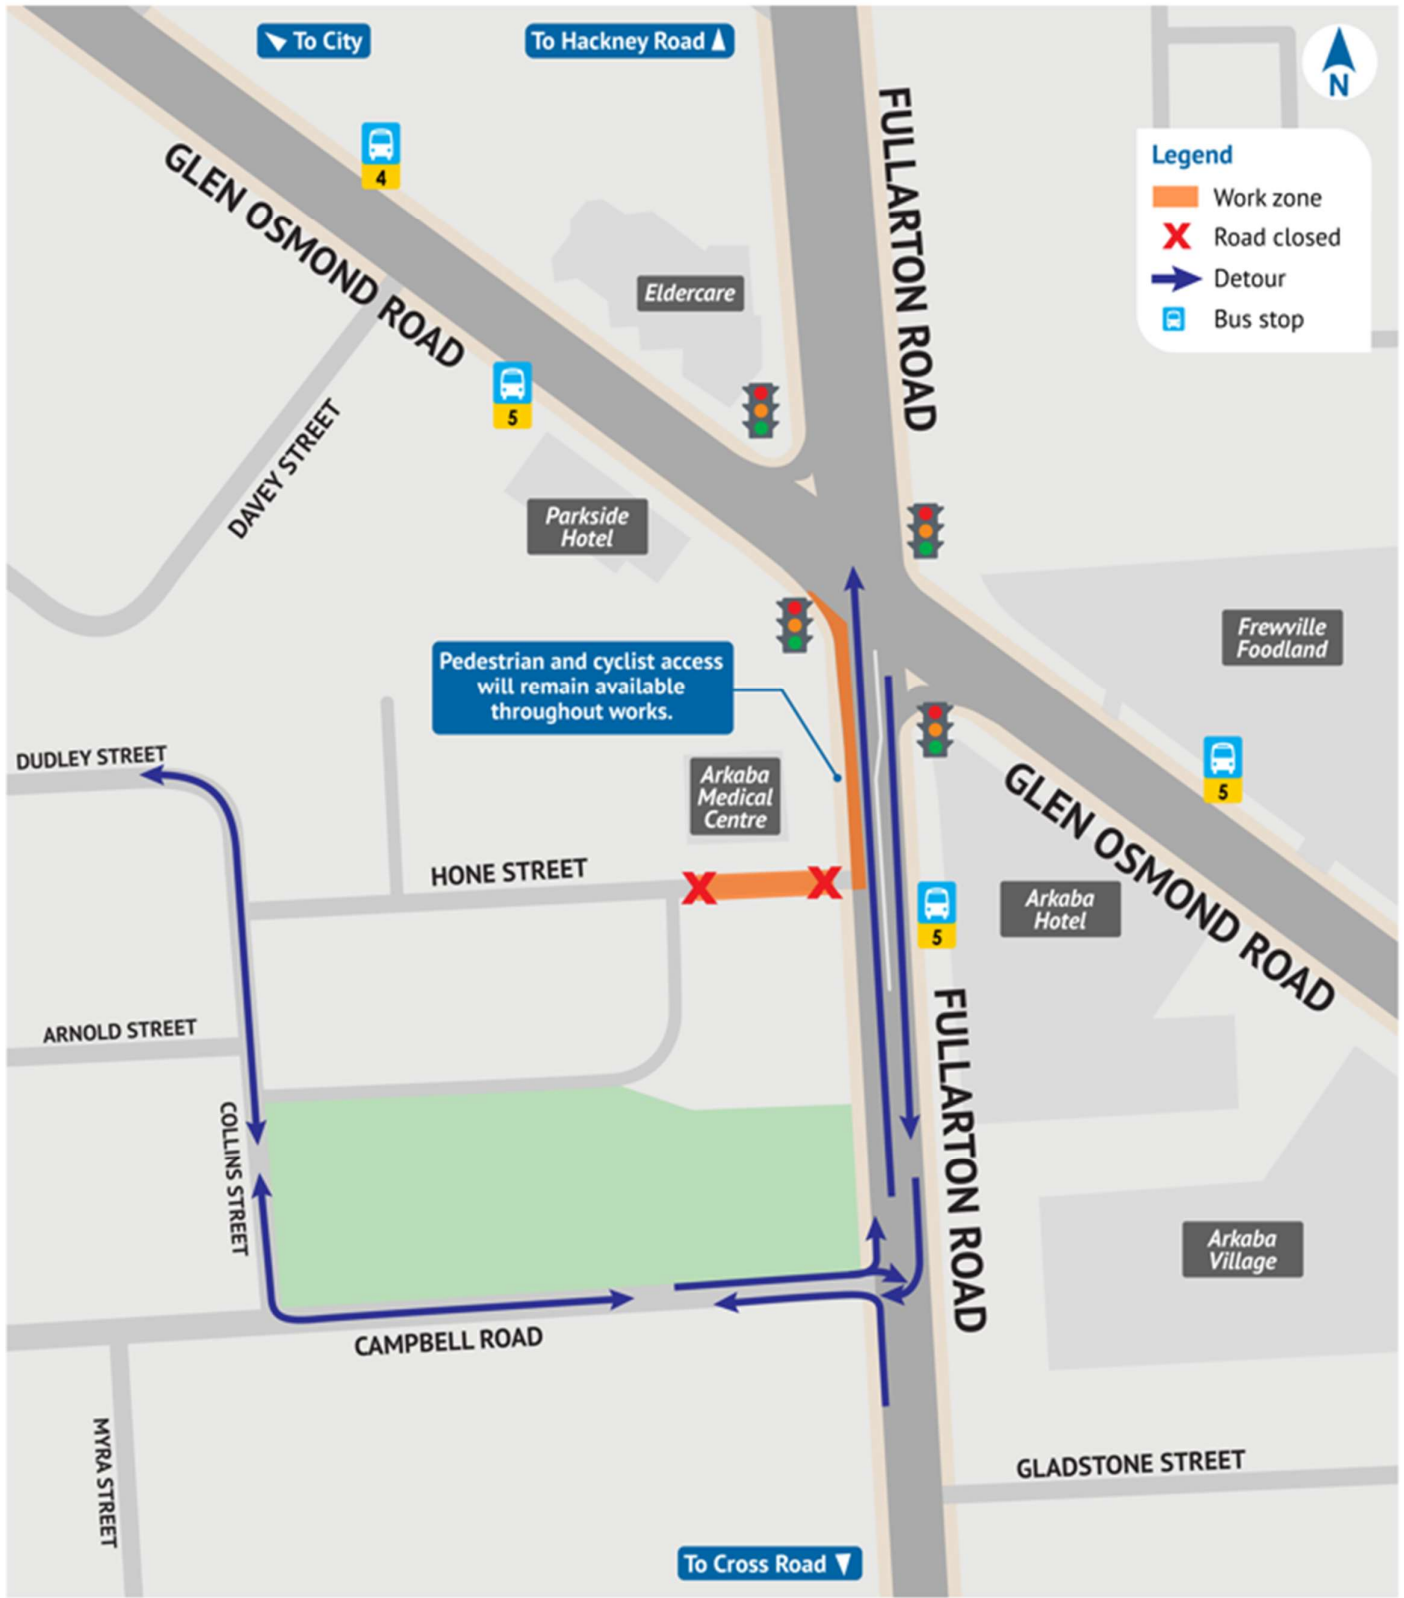 To City
To Hackney Road
N
FULLARTON ROAD
Legend
Work zone
Road closed
Detour
Bus stop
4
GLEN OSMOND ROAD
Eldercare
5
DAVEY STREET
Parkside
Hotel
Frewville
Foodland
Pedestrian and cyclist access
will remain available
throughout works.
DUDLEY STREET
5
Arkaba
Medical
Centre
GLEN OSMOND ROAD
HONE STREET
Arkaba
Hotel
5
FULLARTON ROAD
ARNOLD STREET
COLLINS STREET
Arkaba
Village
CAMPBELL ROAD
MYRA STREET
GLADSTONE STREET
To Cross Road